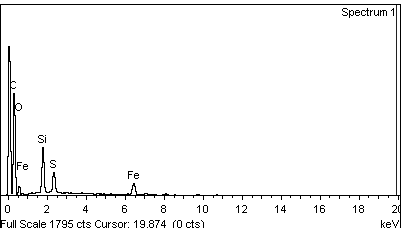 Spectrum 1
C
O
Fe
Si
S
Fe
0 2 4 6 8 10 12 14 16 18 20
Full Scale 1795 cts Cursor: 19.874 (0 cts) keV